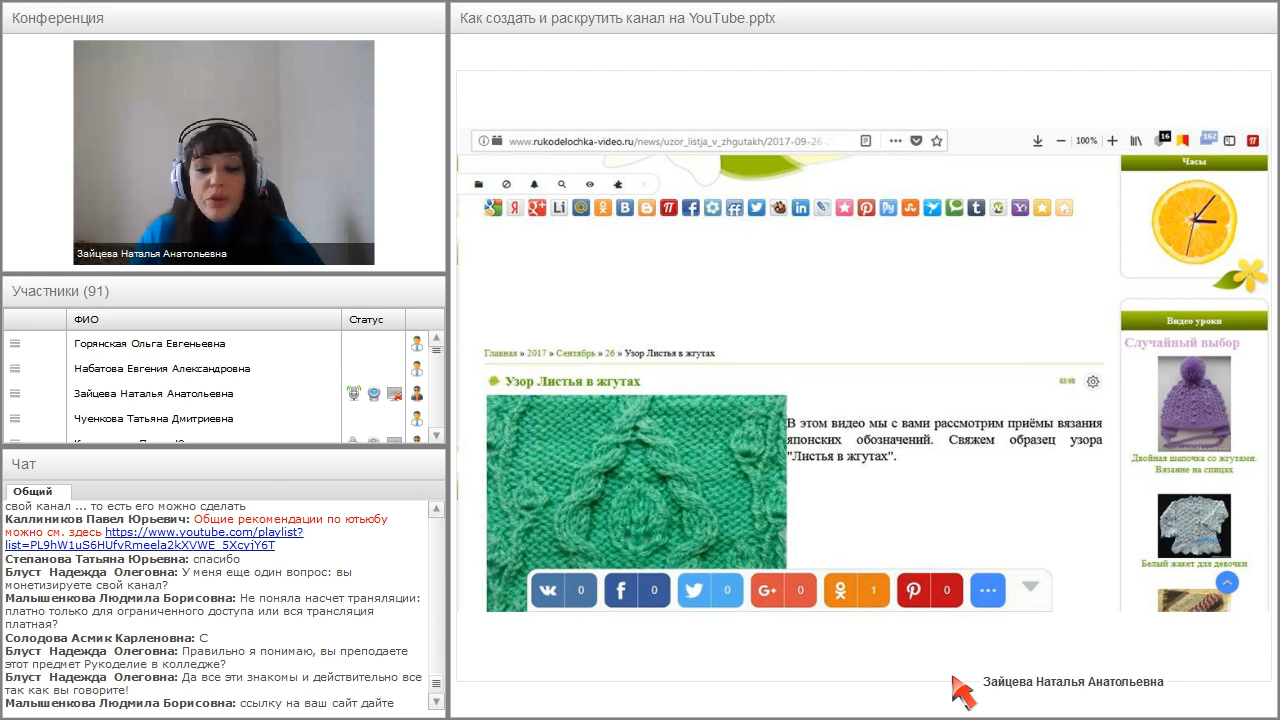 Конференция
Зайцева Наталья Анатольевна
Участники (91)
ФИО
Статус
Горянская Ольга Евгеньевна
Набатова Евгения Александровна
Зайцева Наталья Анатольевна
Чуенкова Татьяна Дмитриевна
Чат
Общий
свой канал ... то есть его можно сделать
Каллиников Павел Юрьевич: Общие рекомендации по ютьюбу
можно см. здесь https://www.youtube.com/playlist?
list=PL9hW1uS6HUfvRmeela2kXVWE_5XcyjY6T
Степанова Татьяна Юрьевна: спасибо
Блуст Надежда Олеговна: У меня еще один вопрос: вы
монетизируете свой канал?
Малышенкова Людмила Борисовна: Не поняла насчет траняляции:
платно только для ограниченного доступа или вся трансляция
платная?
Солодова Асмик Карленовна: С
Блуст Надежда Олеговна: Правильно я понимаю, вы преподаете
этот предмет Рукоделие в колледже?
Блуст Надежда Олеговна: Да все эти знакомы и действительно все
так как вы говорите!
Малышенкова Людмила Борисовна: ссылку на ваш сайт дайте
Как создать и раскрутить канал на YouTube.pptx
www.rukodelochka-video.ru/news/uzor_listja_v_zhgutakh/2017-09-26-
100%
16
162
Часы
Главная » 2017 » Сентябрь » 26 » Узор Листья в жгутах
Узор Листья в жгутах
03:08
В этом видео мы с вами рассмотрим приёмы вязания
японских обозначений. Свяжем образец узора
"Листья в жгутах".
Видео уроки
Случайный выбор
Двойная шапочка со жгутами.
Вязание на спицах
Белый жакет для девочки
0
0
0
0
1
0
Зайцева Наталья Анатольевна